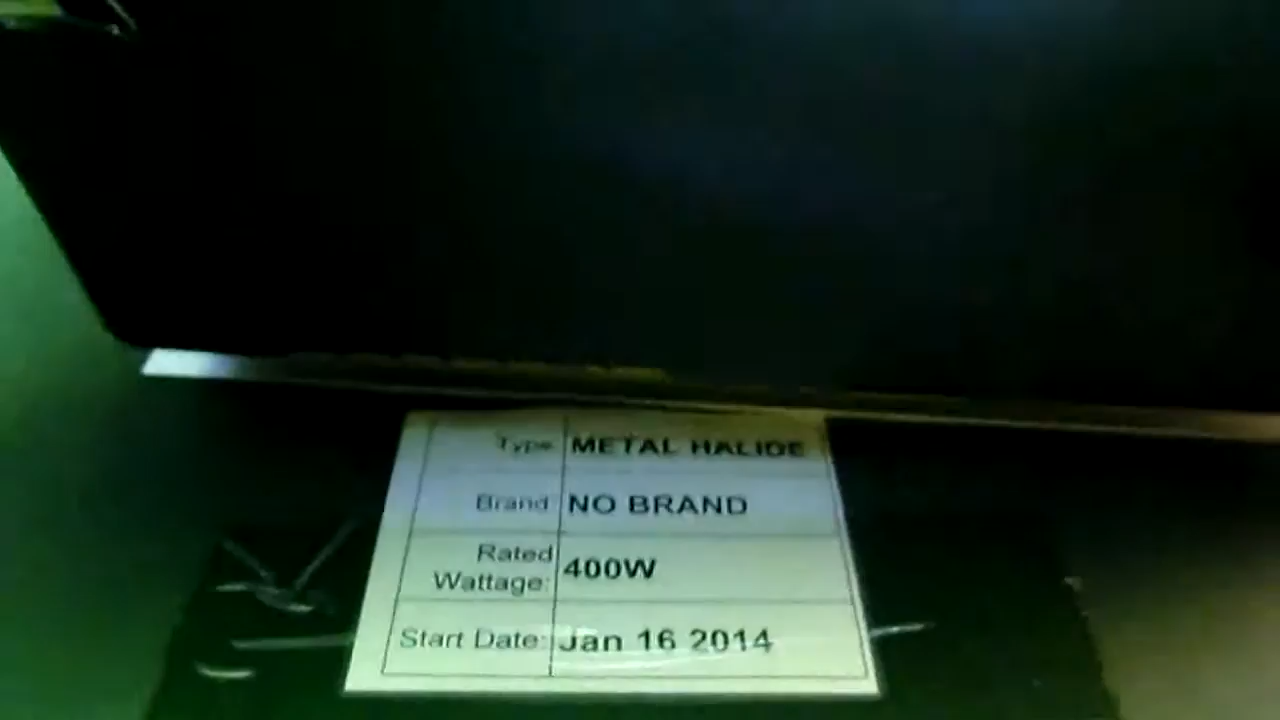 Type METAL HALIDE
Brand NO BRAND
Rated
Wattage: 400W
Start Date: Jan 16 2014